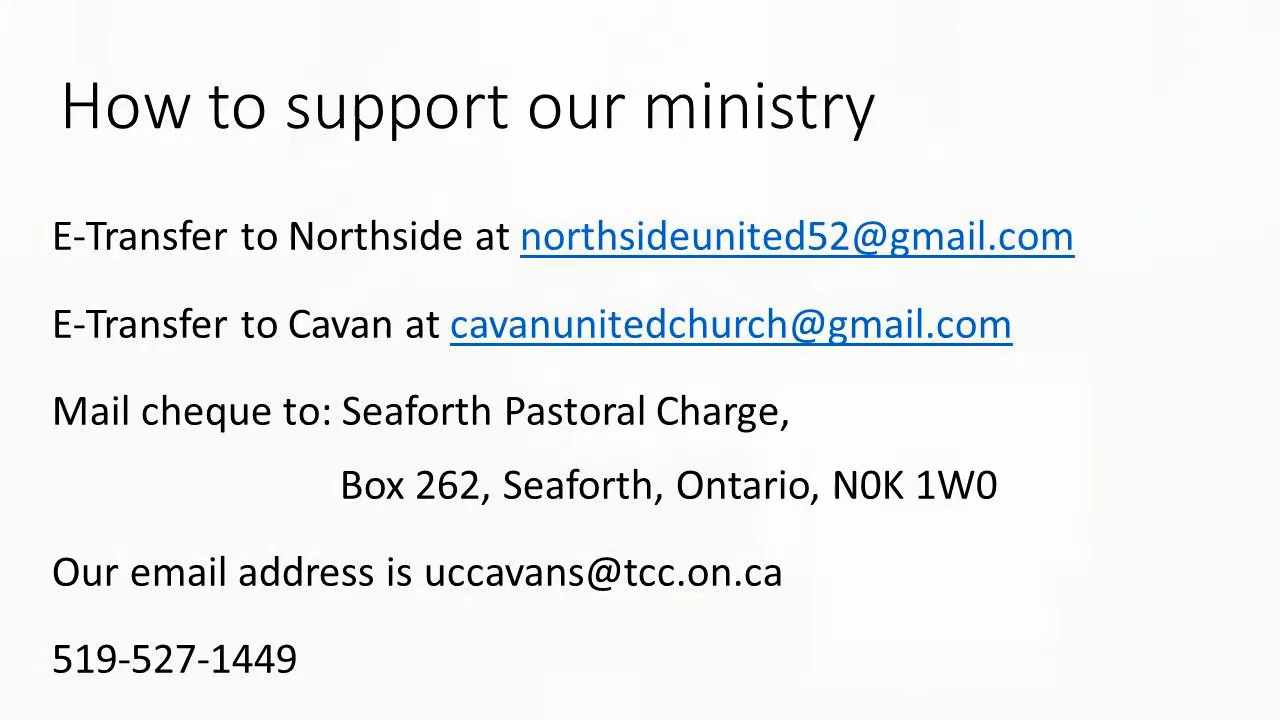 How to support our ministry
E-Transfer to Northside at northsideunited52@gmail.com
E-Transfer to Cavan at cavanunitedchurch@gmail.com
Mail cheque to: Seaforth Pastoral Charge,
Box 262, Seaforth, Ontario, N0K 1W0
Our email address is uccavans@tcc.on.ca
519-527-1449